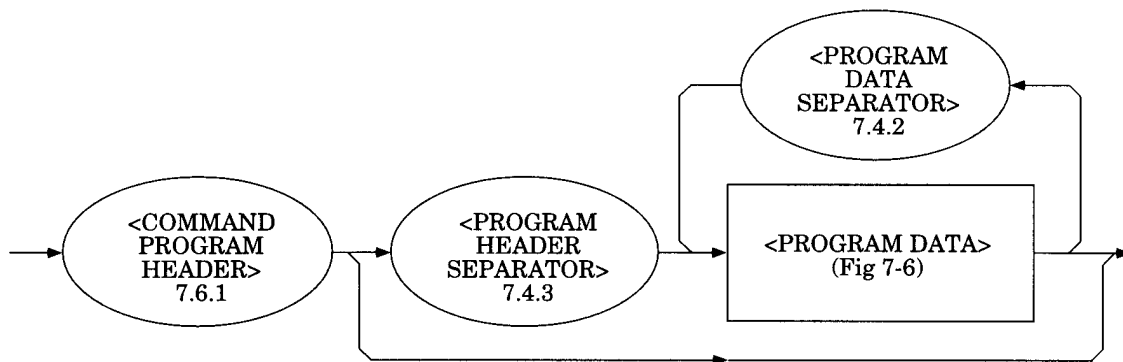 <PROGRAM
DATA
SEPARATOR>
7.4.2
<COMMAND
PROGRAM
HEADER>
7.6.1
<PROGRAM
HEADER
SEPARATOR>
7.4.3
<PROGRAM DATA>
(Fig 7-6)